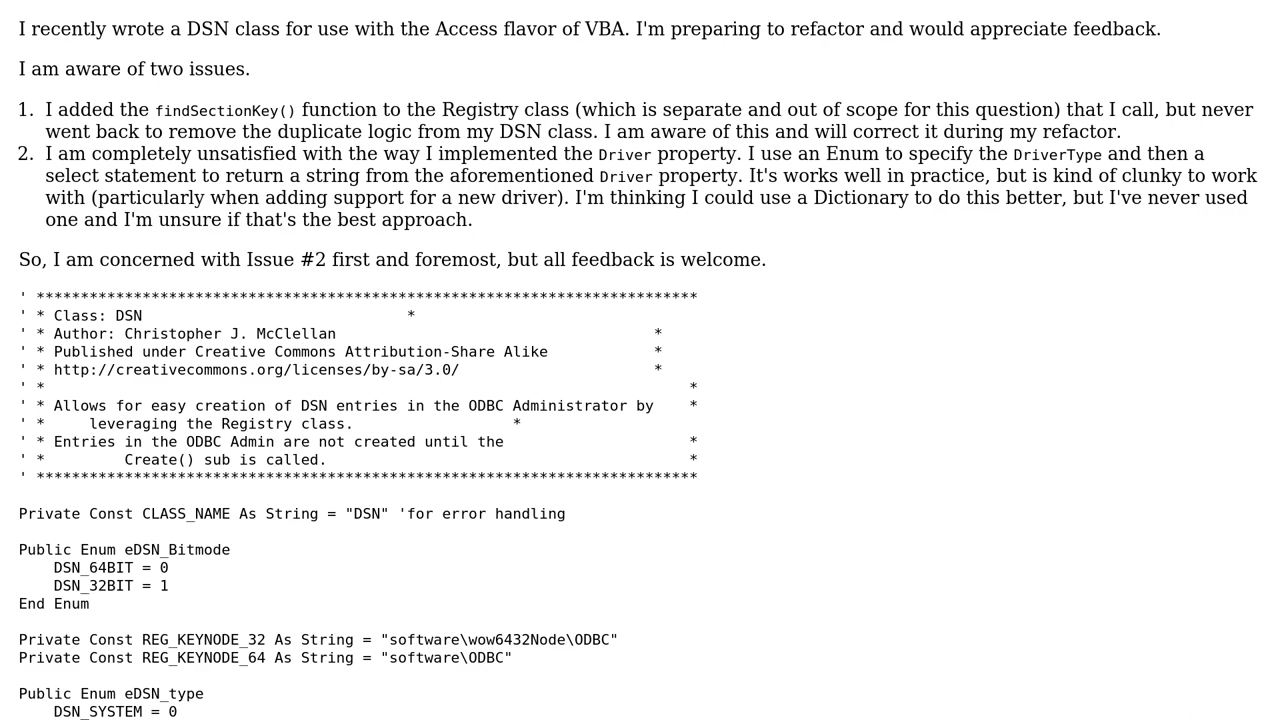 I recently wrote a DSN class for use with the Access flavor of VBA. I'm preparing to refactor and would appreciate feedback.
I am aware of two issues.
1. I added the findSectionKey() function to the Registry class (which is separate and out of scope for this question) that I call, but never
went back to remove the duplicate logic from my DSN class. I am aware of this and will correct it during my refactor.
2. I am completely unsatisfied with the way I implemented the Driver property. I use an Enum to specify the DriverType and then a
select statement to return a string from the aforementioned Driver property. It's works well in practice, but is kind of clunky to work
with (particularly when adding support for a new driver). I'm thinking I could use a Dictionary to do this better, but I've never used
one and I'm unsure if that's the best approach.
So, I am concerned with Issue #2 first and foremost, but all feedback is welcome.
' ***************************************************************************
' * Class: DSN                              *
' * Author: Christopher J. McClellan                                    *
' * Published under Creative Commons Attribution-Share Alike            *
' * http://creativecommons.org/licenses/by-sa/3.0/                      *
' *                                                                         *
' * Allows for easy creation of DSN entries in the ODBC Administrator by    *
' *     leveraging the Registry class.                  *
' * Entries in the ODBC Admin are not created until the                     *
' *         Create() sub is called.                                         *
' ***************************************************************************
Private Const CLASS_NAME As String = "DSN" 'for error handling
Public Enum eDSN_Bitmode
    DSN_64BIT = 0
    DSN_32BIT = 1
End Enum
Private Const REG_KEYNODE_32 As String = "software\wow6432Node\ODBC"
Private Const REG_KEYNODE_64 As String = "software\ODBC"
Public Enum eDSN_type
    DSN_SYSTEM = 0